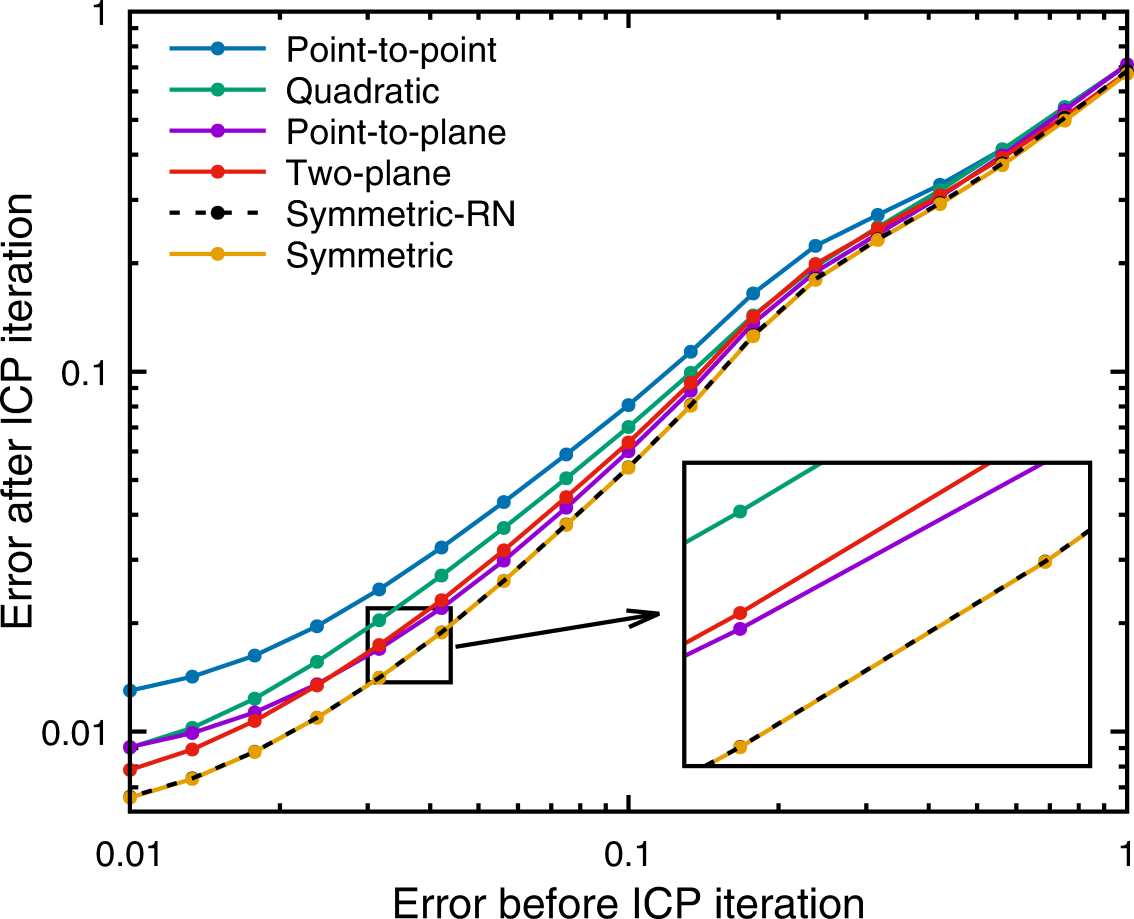 1
Point-to-point
Quadratic
Point-to-plane
Two-plane
Symmetric-RN
Symmetric
Error after ICP iteration
0.1
0.01
0.01
0.1
1
Error before ICP iteration